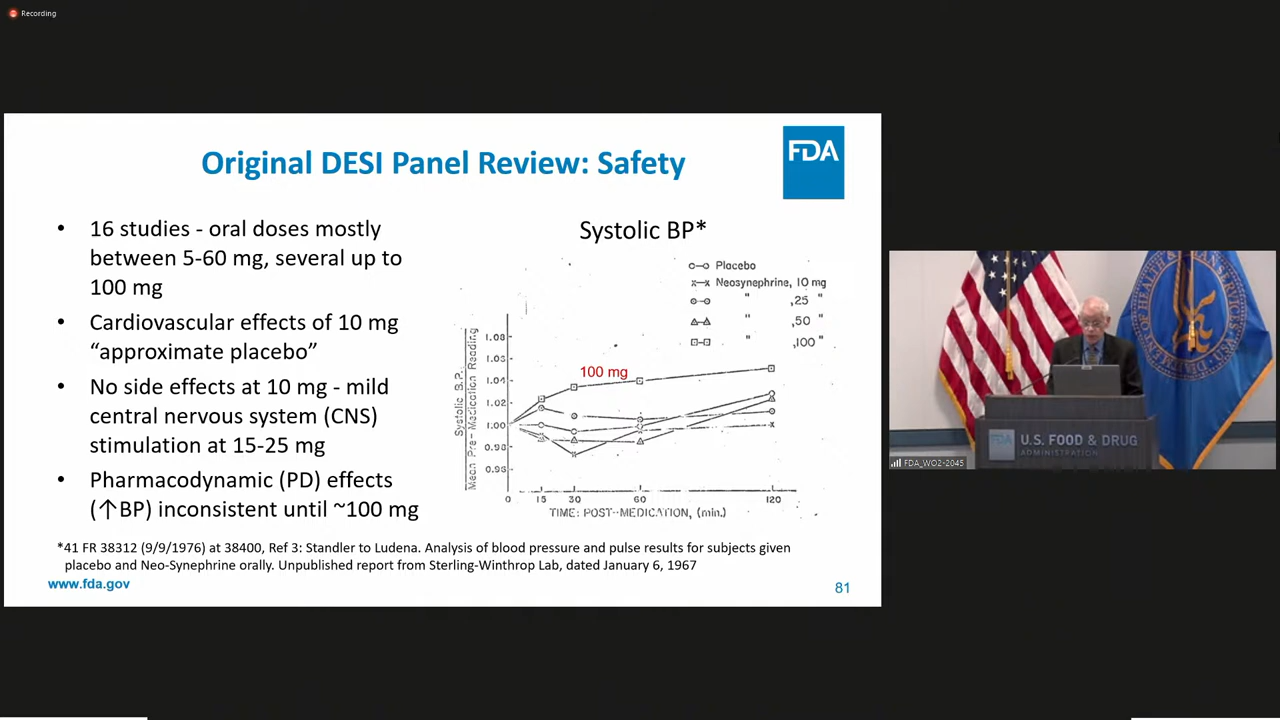 Recording
Original DESI Panel Review: Safety
FDA
• 16 studies - oral doses mostly
between 5-60 mg, several up to
100 mg
• Cardiovascular effects of 10 mg
“approximate placebo”
• No side effects at 10 mg - mild
central nervous system (CNS)
stimulation at 15-25 mg
• Pharmacodynamic (PD) effects
(↑BP) inconsistent until ~100 mg
Systolic BP*
Placebo
Neosynephrine, 10 mg
" ,25 "
" ,50 "
" ,100 "
Systolic B.P.
Mean Pre-Medication Reading
1.08
1.06
1.04
1.02
1.00
0.98
0.96
100 mg
0 15 30 60 120
TIME: POST-MEDICATION, (min.)
*41 FR 38312 (9/9/1976) at 38400, Ref 3: Standler to Ludena. Analysis of blood pressure and pulse results for subjects given
placebo and Neo-Synephrine orally. Unpublished report from Sterling-Winthrop Lab, dated January 6, 1967
www.fda.gov
81
OF HEALTH & HUMAN SERVICES
DEPARTMENT
FDA
U.S. FOOD & DRUG
ADMINISTRATION
FDA_WO2-2045